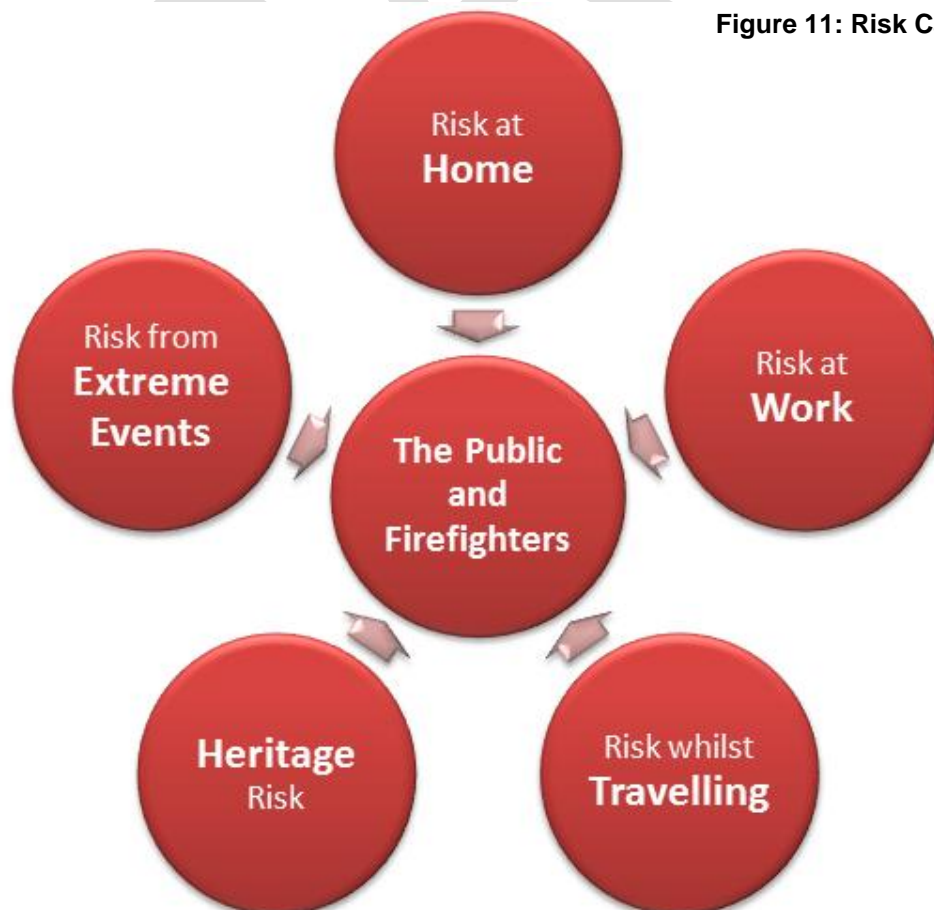 Figure 11: Risk C
Risk at
Home
Risk from
Extreme
Events
Risk at
Work
The Public
and
Firefighters
Heritage
Risk
Risk whilst
Travelling